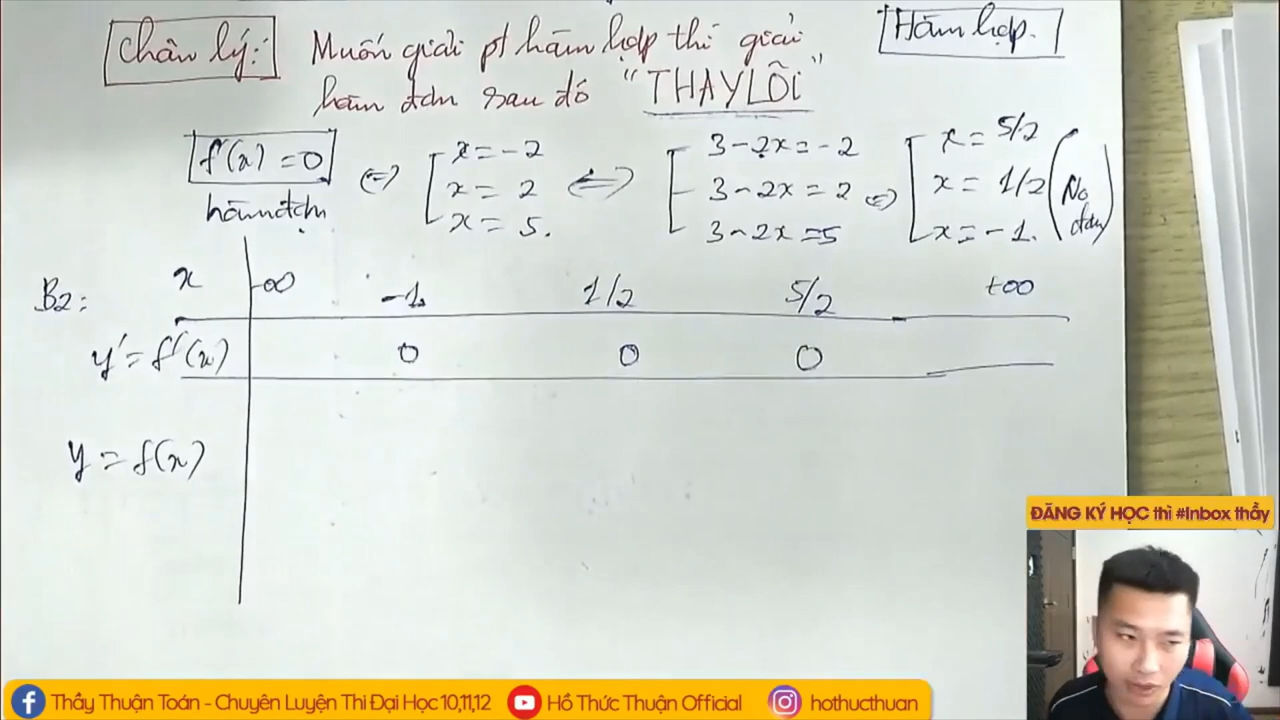 Chân lý: Muốn giải pt hàm hợp thì giải
hàm đơn sau đó "THAY LÕI"
Hàm hợp.
f'(x) = 0 <=> [ x = -2 <=> [ 3 - 2x = -2 <=> [ x = 5/2
x = 2 3 - 2x = 2 x = 1/2
x = 5. 3 - 2x = 5 x = -1.
(No đơn)
hàm đơn
B2: x -∞ -1 1/2 5/2 +∞
y' = f'(x) 0 0 0
y = f(x)
ĐĂNG KÝ HỌC thì #Inbox thầy
Thầy Thuận Toán - Chuyên Luyện Thi Đại Học 10,11,12 Hồ Thức Thuận Official hothucthuan